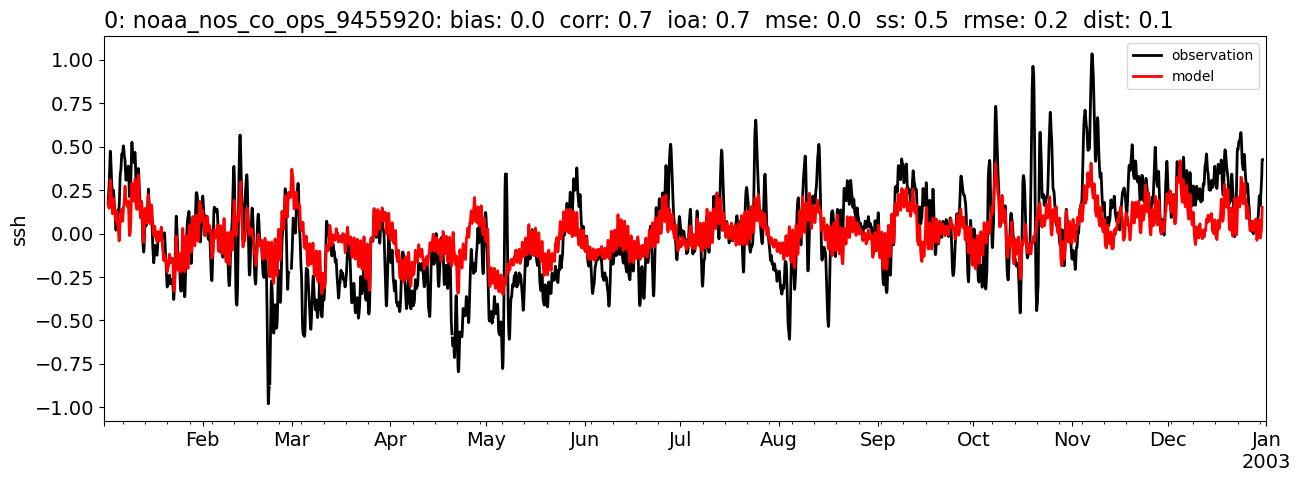 0: noaa_nos_co_ops_9455920: bias: 0.0 corr: 0.7 ioa: 0.7 mse: 0.0 ss: 0.5 rmse: 0.2 dist: 0.1
observation
model
1.00
0.75
0.50
0.25
0.00
−0.25
−0.50
−0.75
−1.00
ssh
Feb Mar Apr May Jun Jul Aug Sep Oct Nov Dec Jan
2003